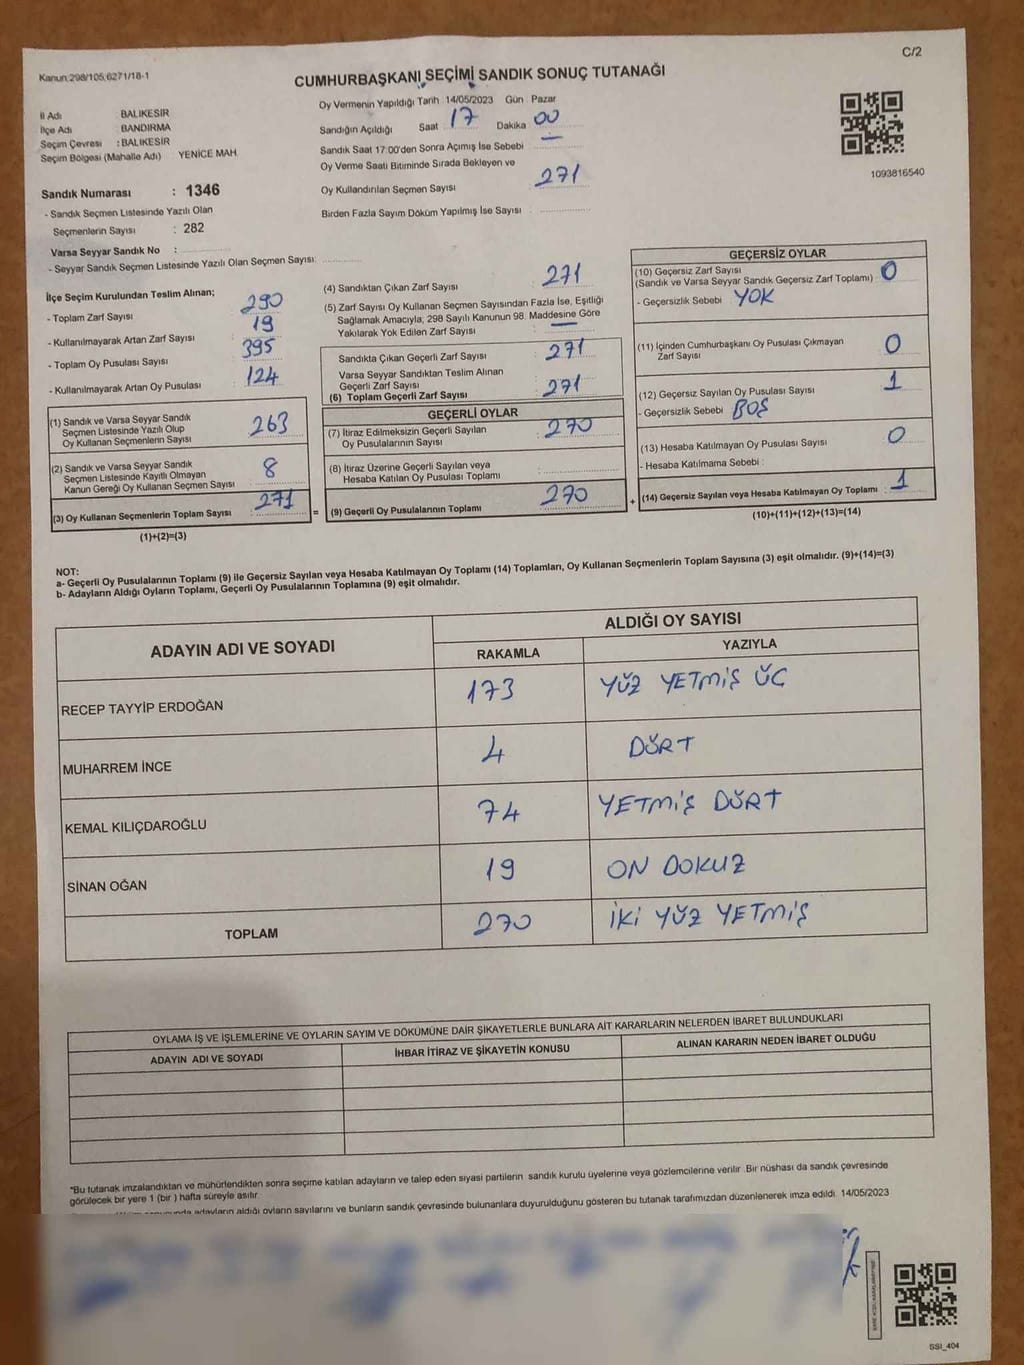 C/2
Kanun:298/105,6271/18-1
CUMHURBAŞKANI SEÇİMİ SANDIK SONUÇ TUTANAĞI
İl Adı BALIKESİR
İlçe Adı BANDIRMA
Seçim Çevresi : BALIKESİR
Seçim Bölgesi (Mahalle Adı) YENİCE MAH.
Oy Vermenin Yapıldığı Tarih 14/05/2023 Gün Pazar
Sandığın Açıldığı Saat 17 Dakika 00
Sandık Saat 17:00'den Sonra Açımış İse Sebebi —
Oy Verme Saati Bitiminde Sırada Bekleyen ve
Oy Kullandırılan Seçmen Sayısı 271
Birden Fazla Sayım Döküm Yapılmış İse Sayısı
1093816540
Sandık Numarası : 1346
- Sandık Seçmen Listesinde Yazılı Olan
Seçmenlerin Sayısı : 282
Varsa Seyyar Sandık No :
- Seyyar Sandık Seçmen Listesinde Yazılı Olan Seçmen Sayısı:
İlçe Seçim Kurulundan Teslim Alınan;
- Toplam Zarf Sayısı 290
- Kullanılmayarak Artan Zarf Sayısı 19
- Toplam Oy Pusulası Sayısı 395
- Kullanılmayarak Artan Oy Pusulası 124
(1) Sandık ve Varsa Seyyar Sandık
Seçmen Listesinde Yazılı Olup
Oy Kullanan Seçmenlerin Sayısı 263
(2) Sandık ve Varsa Seyyar Sandık
Seçmen Listesinde Kayıtlı Olmayan
Kanun Gereği Oy Kullanan Seçmen Sayısı 8
(3) Oy Kullanan Seçmenlerin Toplam Sayısı 271
(1)+(2)=(3)
=
(4) Sandıktan Çıkan Zarf Sayısı 271
(5) Zarf Sayısı Oy Kullanan Seçmen Sayısından Fazla İse, Eşitliği
Sağlamak Amacıyla, 298 Sayılı Kanunun 98. Maddesine Göre
Yakılarak Yok Edilen Zarf Sayısı —
Sandıkta Çıkan Geçerli Zarf Sayısı 271
Varsa Seyyar Sandıktan Teslim Alınan
Geçerli Zarf Sayısı
(6) Toplam Geçerli Zarf Sayısı 271
GEÇERLİ OYLAR
(7) İtiraz Edilmeksizin Geçerli Sayılan
Oy Pusulalarının Sayısı 270
(8) İtiraz Üzerine Geçerli Sayılan veya
Hesaba Katılan Oy Pusulası Toplamı
(9) Geçerli Oy Pusulalarının Toplamı 270
+
GEÇERSİZ OYLAR
(10) Geçersiz Zarf Sayısı
(Sandık ve Varsa Seyyar Sandık Geçersiz Zarf Toplamı) 0
- Geçersizlik Sebebi YOK
(11) İçinden Cumhurbaşkanı Oy Pusulası Çıkmayan
Zarf Sayısı 0
(12) Geçersiz Sayılan Oy Pusulası Sayısı 1
- Geçersizlik Sebebi BOŞ
(13) Hesaba Katılmayan Oy Pusulası Sayısı 0
- Hesaba Katılmama Sebebi :
(14) Geçersiz Sayılan veya Hesaba Katılmayan Oy Toplamı 1
(10)+(11)+(12)+(13)=(14)
NOT:
a- Geçerli Oy Pusulalarının Toplamı (9) ile Geçersiz Sayılan veya Hesaba Katılmayan Oy Toplamı (14) Toplamları, Oy Kullanan Seçmenlerin Toplam Sayısına (3) eşit olmalıdır. (9)+(14)=(3)
b- Adayların Aldığı Oyların Toplamı, Geçerli Oy Pusulalarının Toplamına (9) eşit olmalıdır.
ADAYIN ADI VE SOYADI ALDIĞI OY SAYISI
RAKAMLA YAZIYLA
RECEP TAYYİP ERDOĞAN 173 YÜZ YETMİŞ ÜÇ
MUHARREM İNCE 4 DÖRT
KEMAL KILIÇDAROĞLU 74 YETMİŞ DÖRT
SİNAN OĞAN 19 ON DOKUZ
TOPLAM 270 İKİ YÜZ YETMİŞ
OYLAMA İŞ VE İŞLEMLERİNE VE OYLARIN SAYIM VE DÖKÜMÜNE DAİR ŞİKAYETLERLE BUNLARA AİT KARARLARIN NELERDEN İBARET BULUNDUKLARI
ADAYIN ADI VE SOYADI İHBAR İTİRAZ VE ŞİKAYETİN KONUSU ALINAN KARARIN NEDEN İBARET OLDUĞU
"Bu tutanak imzalandıktan ve mühürlendikten sonra seçime katılan adayların ve talep eden siyasi partilerin sandık kurulu üyelerine veya gözlemcilerine verilir. Bir nüshası da sandık çevresinde
görülecek bir yere 1 (bir ) hafta süreyle asılır.
adayların aldığı oyların sayılarını ve bunların sandık çevresinde bulunanlara duyurulduğunu gösteren bu tutanak tarafımızdan düzenlenerek imza edildi. 14/05/2023
SSI_404